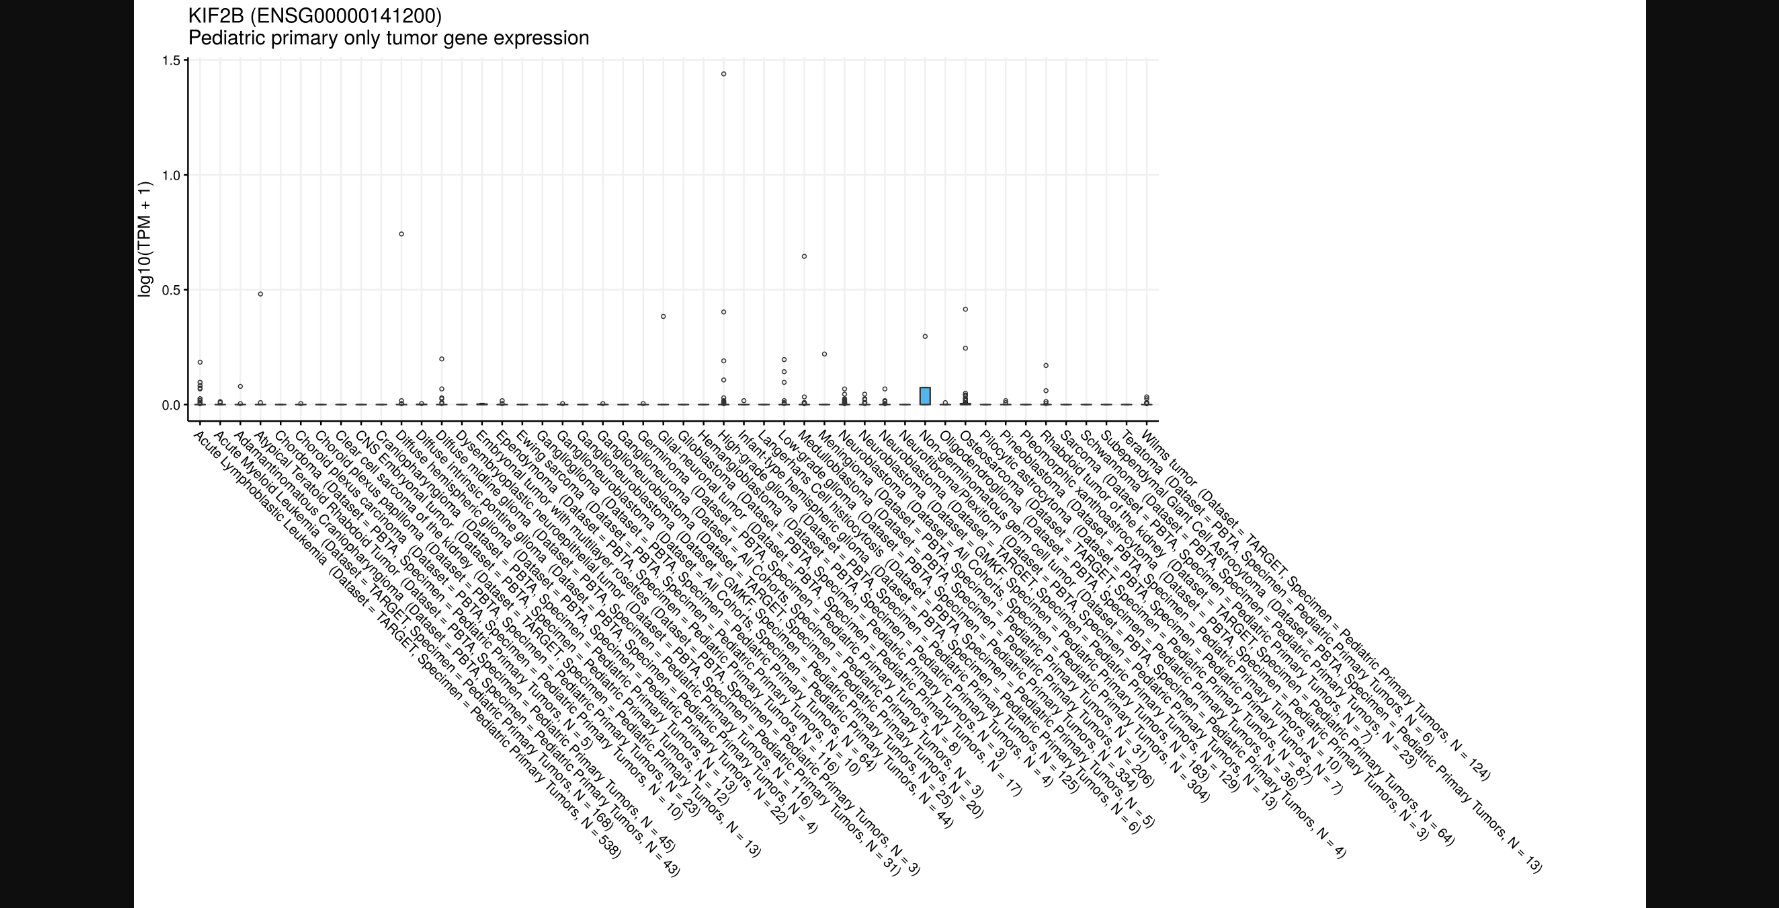 KIF2B (ENSG00000141200)
Pediatric primary only tumor gene expression
log10(TPM + 1)
1.5
1.0
0.5
0.0
Acute Lymphoblastic Leukemia (Dataset = TARGET, Specimen = Pediatric Primary Tumors, N = 538)
Acute Myeloid Leukemia (Dataset = TARGET, Specimen = Pediatric Primary Tumors, N = 168)
Adamantinomatous Craniopharyngioma (Dataset = PBTA, Specimen = Pediatric Primary Tumors, N = 43)
Atypical Teratoid Rhabdoid Tumor (Dataset = PBTA, Specimen = Pediatric Primary Tumors, N = 45)
Chordoma (Dataset = PBTA, Specimen = Pediatric Primary Tumors, N = 5)
Choroid plexus carcinoma (Dataset = PBTA, Specimen = Pediatric Primary Tumors
Choroid plexus papilloma (Dataset = PBTA, Specimen = Pediatric Primary Tumors
Clear cell sarcoma of the kidney (Dataset = TARGET, Specimen = Pediatric Primary Tumors, N = 13)
CNS Embryonal tumor (Dataset = PBTA, Specimen = Pediatric Primary Tumors
Craniopharyngioma (Dataset = PBTA, Specimen = Pediatric Primary Tumors
Diffuse hemispheric glioma (Dataset = PBTA, Specimen = Pediatric Primary Tumors
Diffuse intrinsic pontine glioma (Dataset = PBTA, Specimen = Pediatric Primary Tumors
Diffuse midline glioma (Dataset = PBTA, Specimen = Pediatric Primary Tumors, N = 116)
Dysembryoplastic neuroepithelial tumor (Dataset = PBTA, Specimen = Pediatric Primary Tumors, N = 31)
Embryonal tumor with multilayer rosettes (Dataset = PBTA, Specimen = Pediatric Primary Tumors, N = 3)
Ependymoma (Dataset = PBTA, Specimen = Pediatric Primary Tumors
Ewing sarcoma (Dataset = PBTA, Specimen = Pediatric Primary Tumors
Ganglioglioma (Dataset = PBTA, Specimen = Pediatric Primary Tumors
Ganglioneuroblastoma (Dataset = All Cohorts, Specimen = Pediatric Primary Tumors, N = 44)
Ganglioneuroblastoma (Dataset = GMKF, Specimen = Pediatric Primary Tumors
Ganglioneuroblastoma (Dataset = TARGET, Specimen = Pediatric Primary Tumors
Ganglioneuroma (Dataset = All Cohorts, Specimen = Pediatric Primary Tumors
Germinoma (Dataset = PBTA, Specimen = Pediatric Primary Tumors
Glial-neuronal tumor (Dataset = PBTA, Specimen = Pediatric Primary Tumors
Glioblastoma (Dataset = PBTA, Specimen = Pediatric Primary Tumors
Hemangioblastoma (Dataset = PBTA, Specimen = Pediatric Primary Tumors
High-grade glioma (Dataset = PBTA, Specimen = Pediatric Primary Tumors, N = 125)
Infant-type hemispheric glioma (Dataset = PBTA, Specimen = Pediatric Primary Tumors
Langerhans Cell histiocytosis (Dataset = PBTA, Specimen = Pediatric Primary Tumors
Low-grade glioma (Dataset = PBTA, Specimen = Pediatric Primary Tumors, N = 334)
Medulloblastoma (Dataset = PBTA, Specimen = Pediatric Primary Tumors, N = 206)
Meningioma (Dataset = PBTA, Specimen = Pediatric Primary Tumors, N = 31)
Neuroblastoma (Dataset = All Cohorts, Specimen = Pediatric Primary Tumors, N = 304)
Neuroblastoma (Dataset = GMKF, Specimen = Pediatric Primary Tumors, N = 183)
Neuroblastoma (Dataset = TARGET, Specimen = Pediatric Primary Tumors, N = 129)
Neurofibroma/Plexiform (Dataset = PBTA, Specimen = Pediatric Primary Tumors, N = 13)
Non-germinomatous germ cell tumor (Dataset = PBTA, Specimen = Pediatric Primary Tumors, N = 4)
Oligodendroglioma (Dataset = PBTA, Specimen = Pediatric Primary Tumors
Osteosarcoma (Dataset = TARGET, Specimen = Pediatric Primary Tumors, N = 87)
Pilocytic astrocytoma (Dataset = PBTA, Specimen = Pediatric Primary Tumors
Pineoblastoma (Dataset = PBTA, Specimen = Pediatric Primary Tumors
Pleomorphic xanthoastrocytoma (Dataset = PBTA, Specimen = Pediatric Primary Tumors, N = 3)
Rhabdoid tumor of the kidney (Dataset = TARGET, Specimen = Pediatric Primary Tumors, N = 64)
Sarcoma (Dataset = PBTA, Specimen = Pediatric Primary Tumors
Schwannoma (Dataset = PBTA, Specimen = Pediatric Primary Tumors
Subependymal Giant Cell Astrocytoma (Dataset = PBTA, Specimen = Pediatric Primary Tumors, N = 13)
Teratoma (Dataset = PBTA, Specimen = Pediatric Primary Tumors, N = 6)
Wilms tumor (Dataset = TARGET, Specimen = Pediatric Primary Tumors, N = 124)